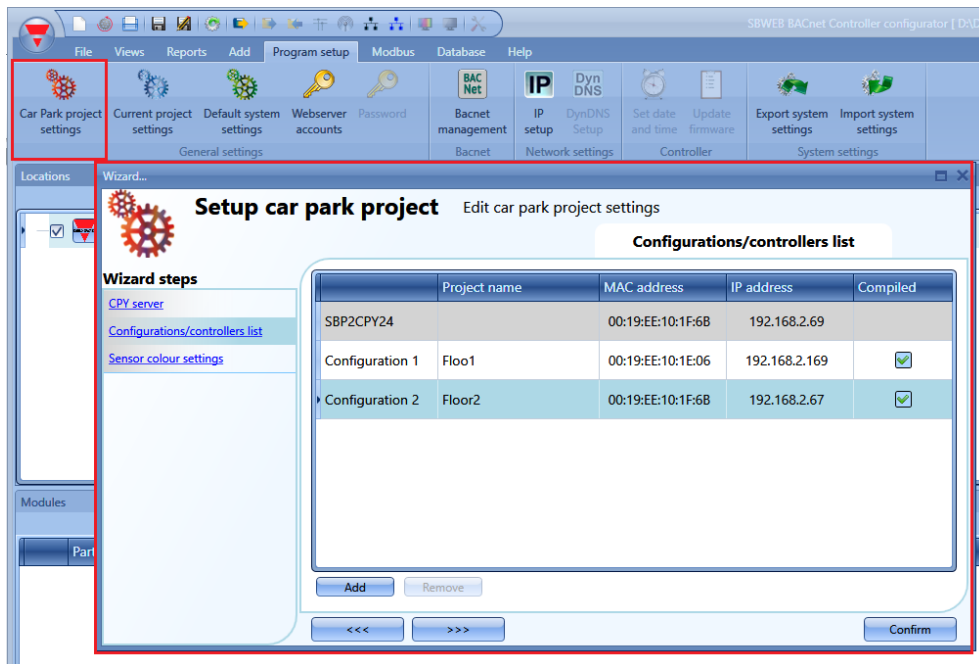 SBWEB BACnet Controller configurator [ D:\D
File Views Reports Add Program setup Modbus Database Help
BAC IP Dyn
Net DNS
Car Park project Current project Default system Webserver Password Bacnet IP DynDNS Set date Update Export system Import system
settings settings settings accounts management setup Setup and time firmware settings settings
General settings Bacnet Network settings Controller System settings
Locations Wizard...
Setup car park project Edit car park project settings
Configurations/controllers list
Wizard steps
CPY server
Configurations/controllers list
Sensor colour settings
Project name MAC address IP address Compiled
SBP2CPY24 00:19:EE:10:1F:6B 192.168.2.69
Configuration 1 Floo1 00:19:EE:10:1E:06 192.168.2.169
Configuration 2 Floor2 00:19:EE:10:1F:6B 192.168.2.67
Modules
Part
Add Remove
<<< >>> Confirm